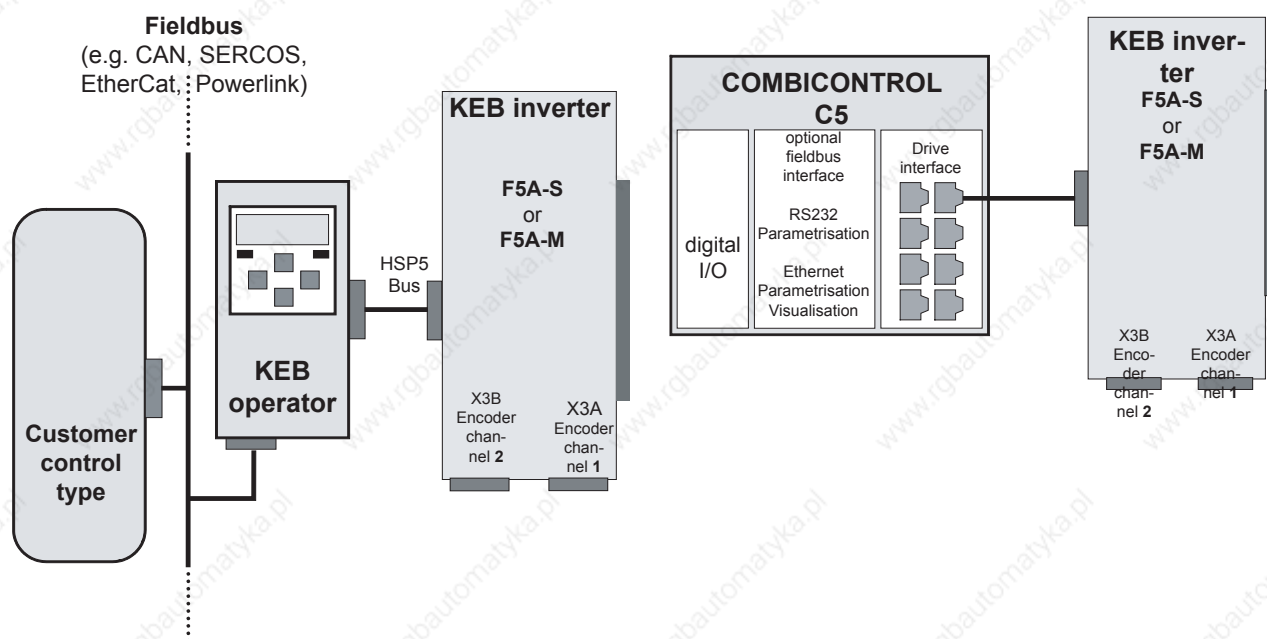 Fieldbus
(e.g. CAN, SERCOS,
EtherCat, Powerlink)
Customer
control
type
KEB
operator
HSP5
Bus
KEB inverter
F5A-S
or
F5A-M
X3B
Encoder
chan-
nel 2
X3A
Encoder
chan-
nel 1
COMBICONTROL
C5
digital
I/O
optional
fieldbus
interface
RS232
Parametrisation
Ethernet
Parametrisation
Visualisation
Drive
interface
KEB inver-
ter
F5A-S
or
F5A-M
X3B
Enco-
der
chan-
nel 2
X3A
Encoder
chan-
nel 1
www.rgbautomatyka.pl